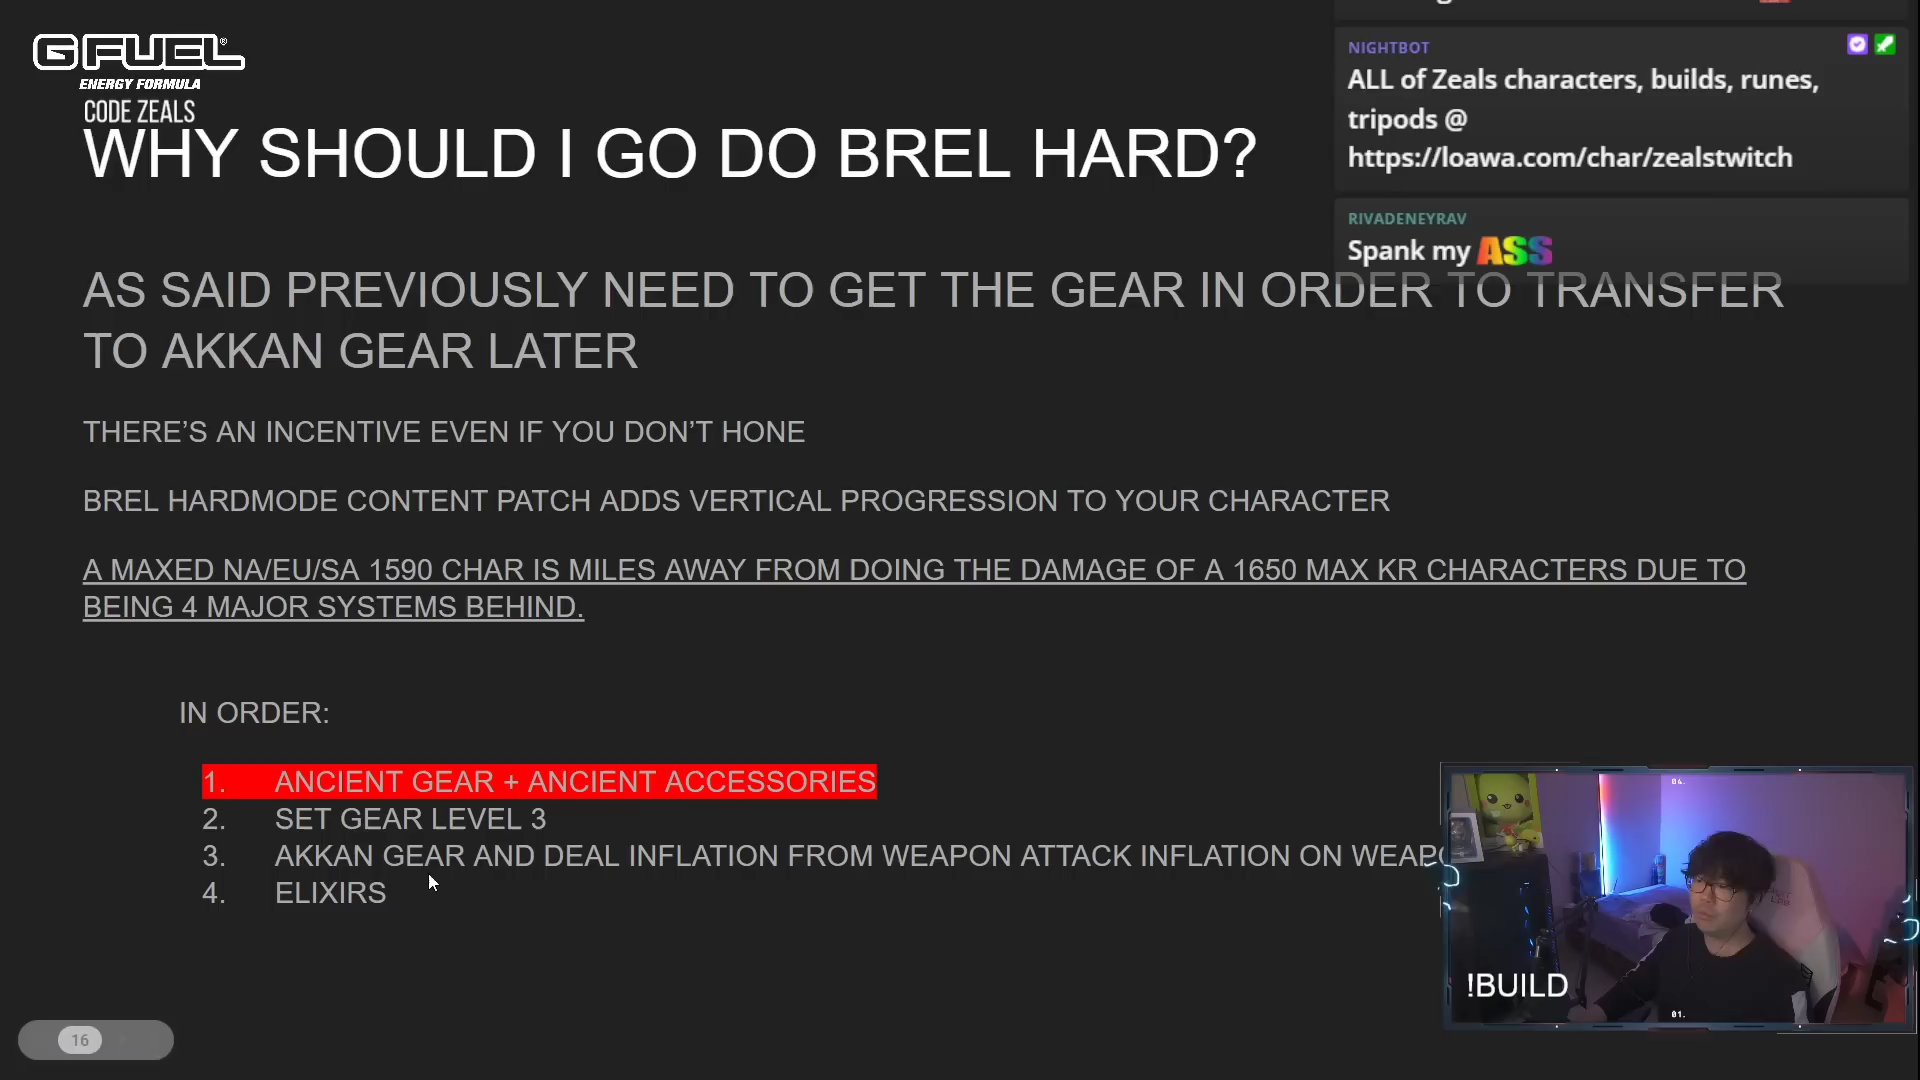 GFUEL®
ENERGY FORMULA
CODE ZEALS
WHY SHOULD I GO DO BREL HARD?
NIGHTBOT
ALL of Zeals characters, builds, runes,
tripods @
https://loawa.com/char/zealstwitch
RIVADENEYRAV
Spank my ASS
AS SAID PREVIOUSLY NEED TO GET THE GEAR IN ORDER TO TRANSFER
TO AKKAN GEAR LATER
THERE’S AN INCENTIVE EVEN IF YOU DON’T HONE
BREL HARDMODE CONTENT PATCH ADDS VERTICAL PROGRESSION TO YOUR CHARACTER
A MAXED NA/EU/SA 1590 CHAR IS MILES AWAY FROM DOING THE DAMAGE OF A 1650 MAX KR CHARACTERS DUE TO
BEING 4 MAJOR SYSTEMS BEHIND.
IN ORDER:
1. ANCIENT GEAR + ANCIENT ACCESSORIES
2. SET GEAR LEVEL 3
3. AKKAN GEAR AND DEAL INFLATION FROM WEAPON ATTACK INFLATION ON
4. ELIXIRS
!BUILD
16
04.
01.